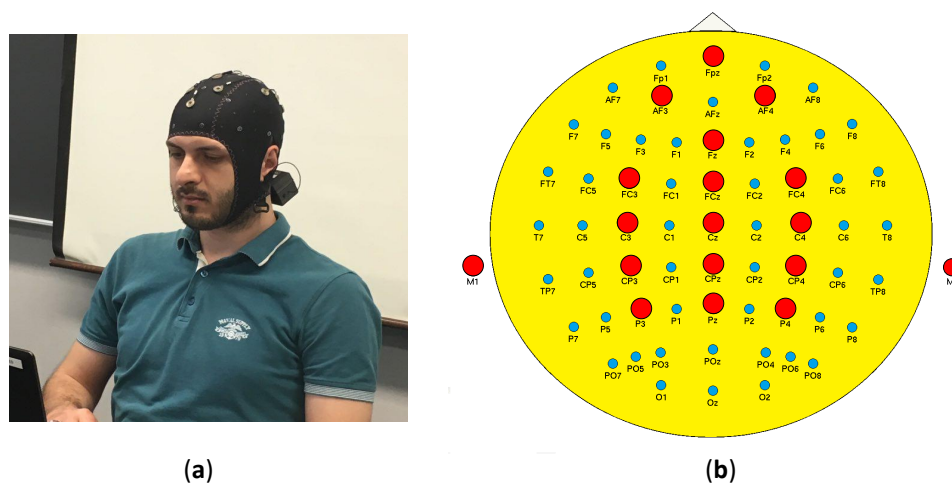 Fpz
Fp1 Fp2
AF7 AF3 AFz AF4 AF8
F7 F5 F3 F1 Fz F2 F4 F6 F8
FT7 FC5 FC3 FC1 FCz FC2 FC4 FC6 FT8
T7 C5 C3 C1 Cz C2 C4 C6 T8
M1 TP7 CP5 CP3 CP1 CPz CP2 CP4 CP6 TP8
P7 P5 P3 P1 Pz P2 P4 P6 P8
PO7 PO5 PO3 POz PO4 PO6 PO8
O1 Oz O2
(a) (b)